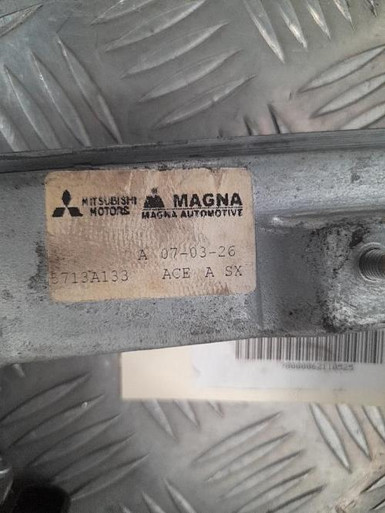 MITSUBISHI
MOTORS
MAGNA
MAGNA AUTOMOTIVE
A 07-03-26
5713A133 ACE A SX